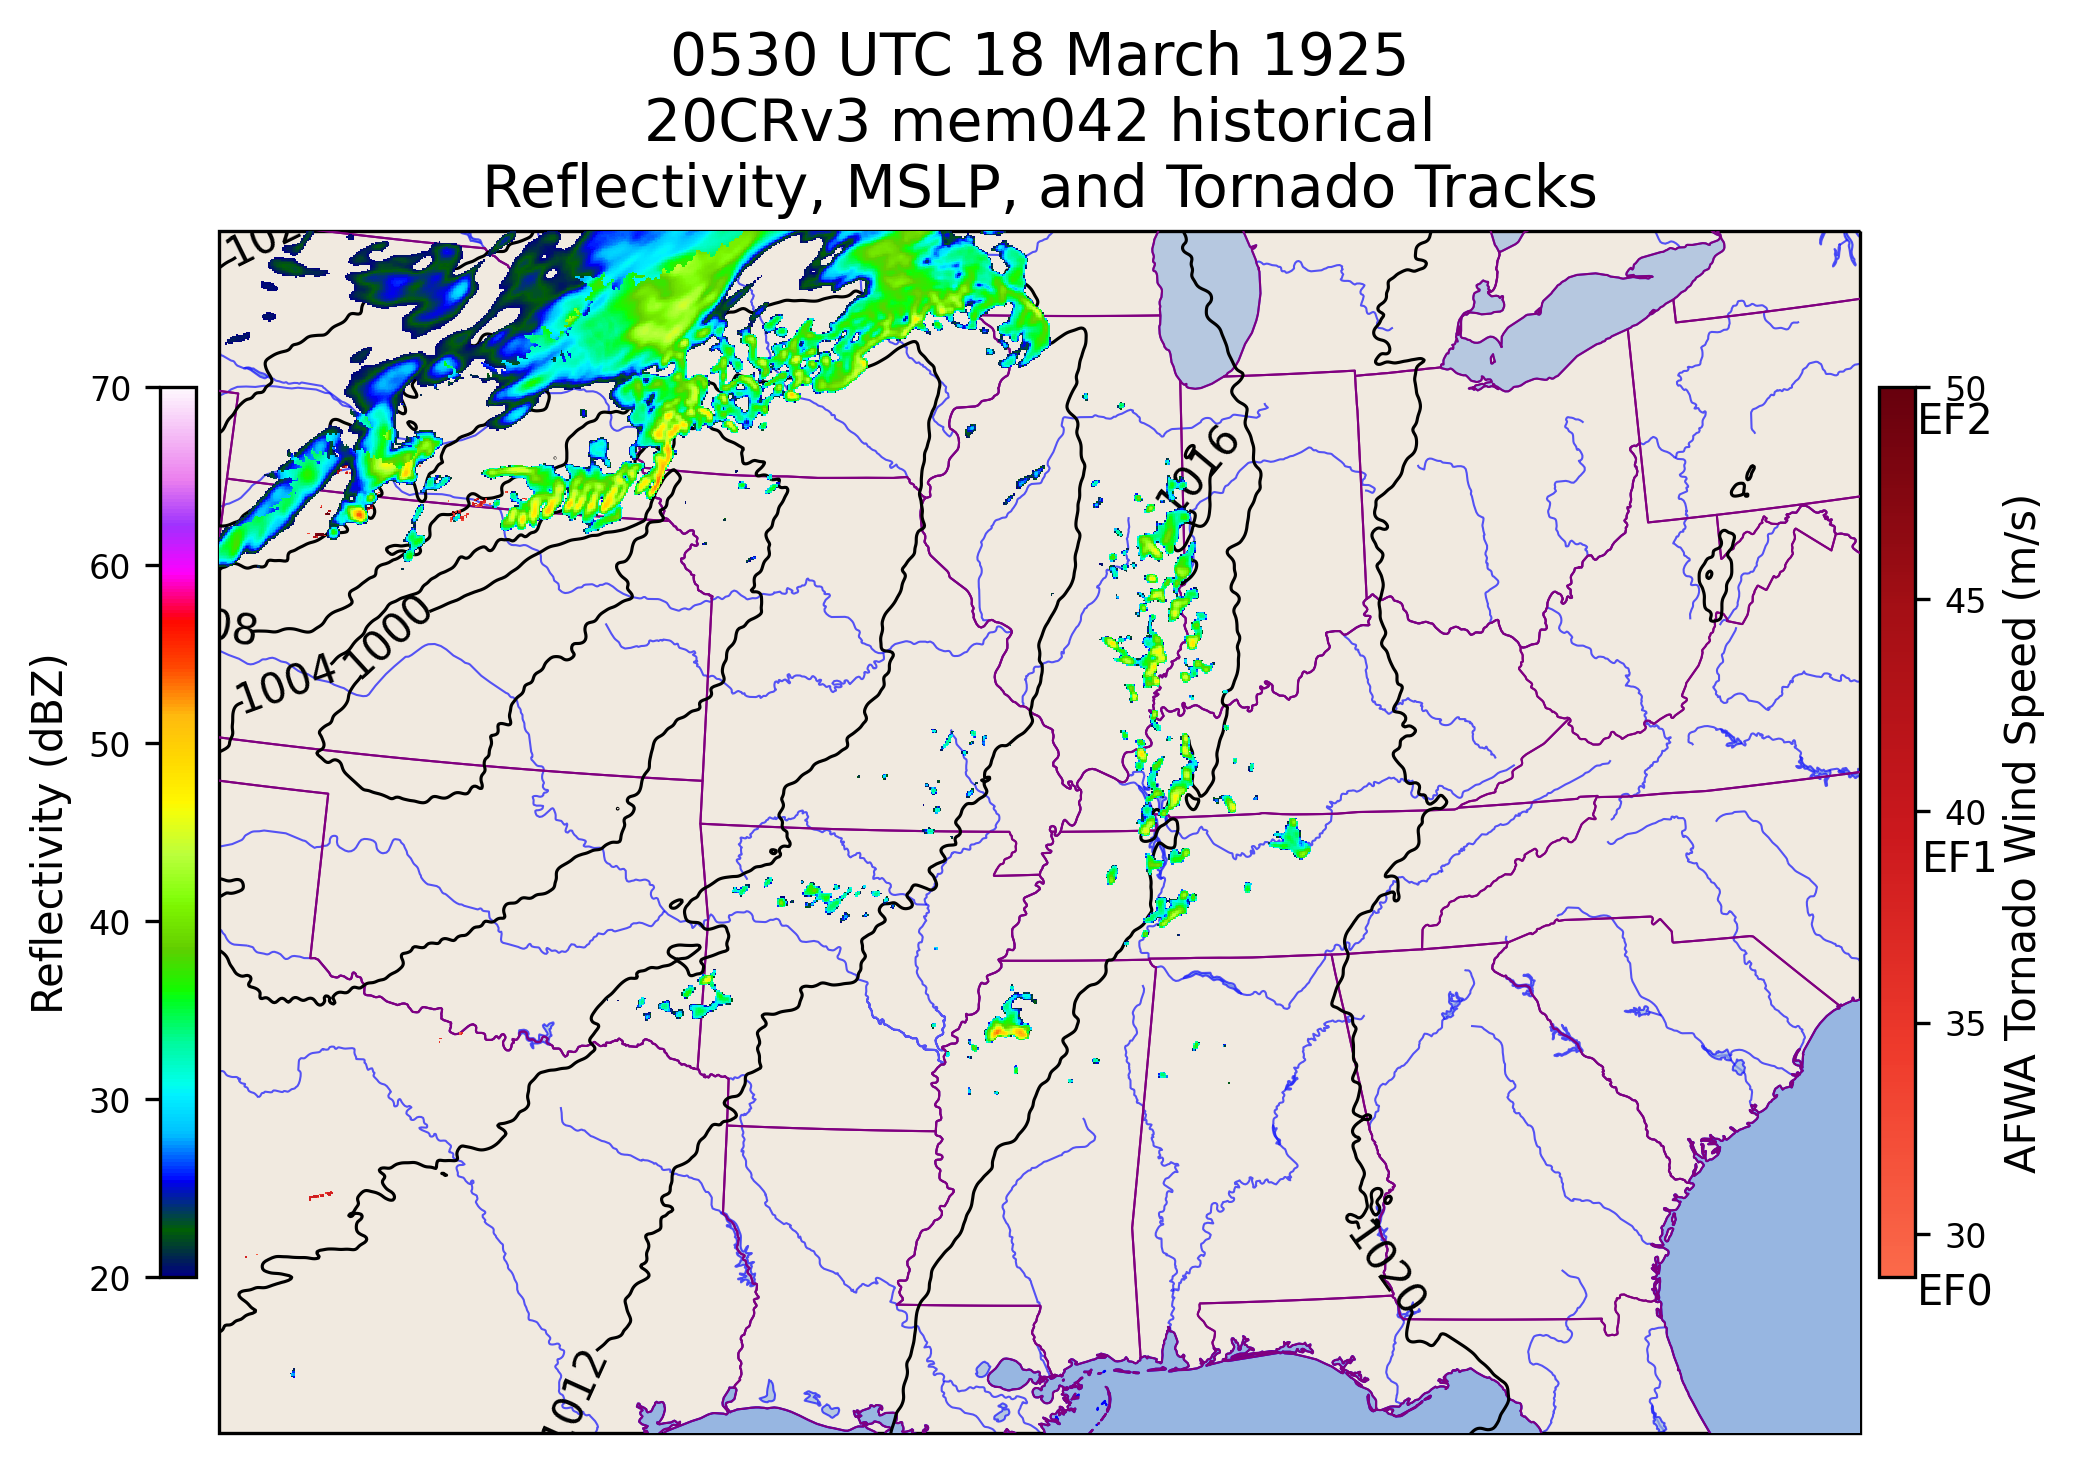 0530 UTC 18 March 1925
20CRv3 mem042 historical
Reflectivity, MSLP, and Tornado Tracks
102
1016
08
1004
1000
1020
1012
70
60
50
40
30
20
Reflectivity (dBZ)
50
EF2
45
40
EF1
35
30
EF0
AFWA Tornado Wind Speed (m/s)